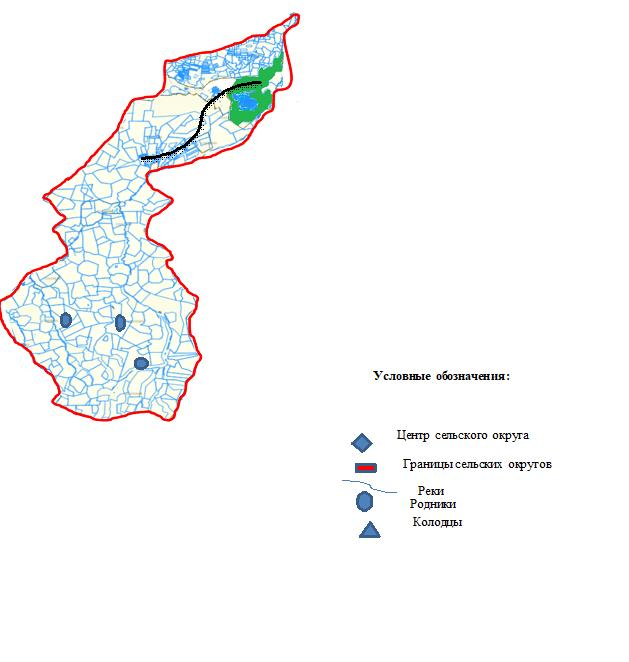 Условные обозначения:
Центр сельского округа
Границы сельских округов
Реки
Родники
Колодцы